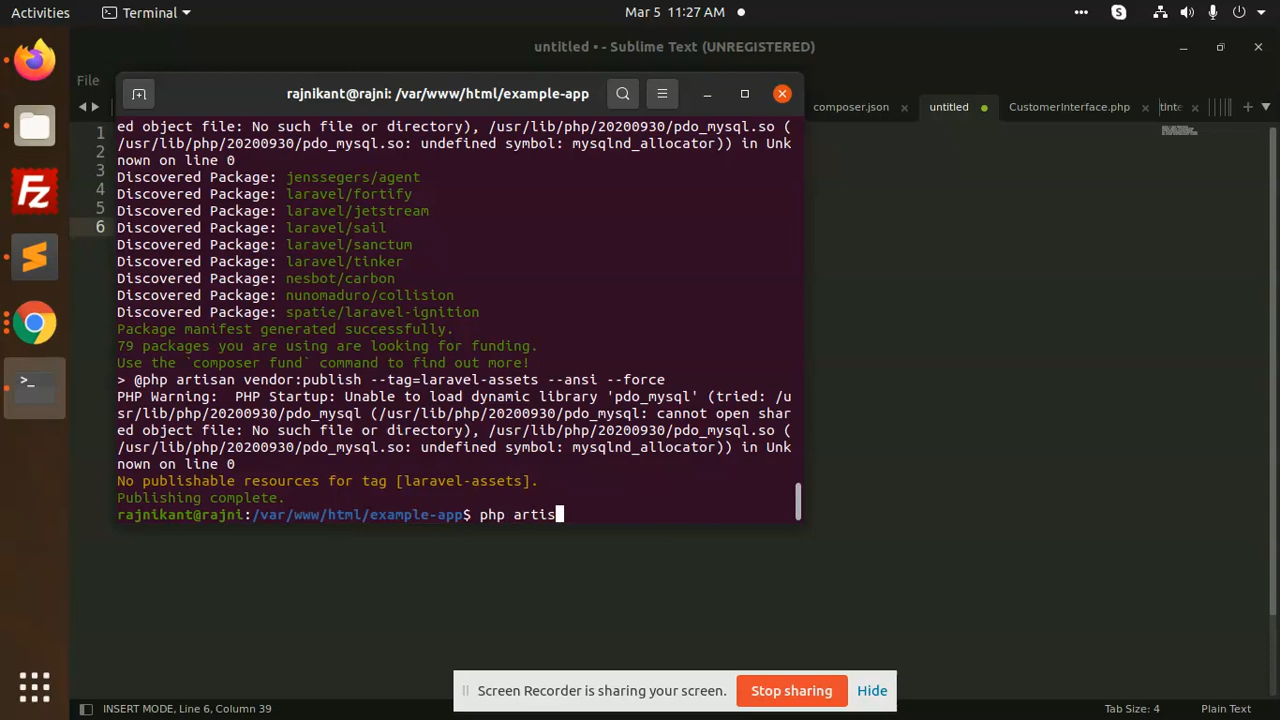 Activities
Terminal
Mar 5 11:27 AM
untitled • - Sublime Text (UNREGISTERED)
File
rajnikant@rajni: /var/www/html/example-app
composer.json
untitled
CustomerInterface.php
tInte
1
2
3
4
5
6
ed object file: No such file or directory), /usr/lib/php/20200930/pdo_mysql.so (
/usr/lib/php/20200930/pdo_mysql.so: undefined symbol: mysqlnd_allocator)) in Unk
nown on line 0
Discovered Package: jenssegers/agent
Discovered Package: laravel/fortify
Discovered Package: laravel/jetstream
Discovered Package: laravel/sail
Discovered Package: laravel/sanctum
Discovered Package: laravel/tinker
Discovered Package: nesbot/carbon
Discovered Package: nunomaduro/collision
Discovered Package: spatie/laravel-ignition
Package manifest generated successfully.
79 packages you are using are looking for funding.
Use the `composer fund` command to find out more!
> @php artisan vendor:publish --tag=laravel-assets --ansi --force
PHP Warning:  PHP Startup: Unable to load dynamic library 'pdo_mysql' (tried: /u
sr/lib/php/20200930/pdo_mysql (/usr/lib/php/20200930/pdo_mysql: cannot open shar
ed object file: No such file or directory), /usr/lib/php/20200930/pdo_mysql.so (
/usr/lib/php/20200930/pdo_mysql.so: undefined symbol: mysqlnd_allocator)) in Unk
nown on line 0
No publishable resources for tag [laravel-assets].
Publishing complete.
rajnikant@rajni:/var/www/html/example-app$ php artis
Screen Recorder is sharing your screen.
Stop sharing
Hide
INSERT MODE, Line 6, Column 39
Tab Size: 4
Plain Text